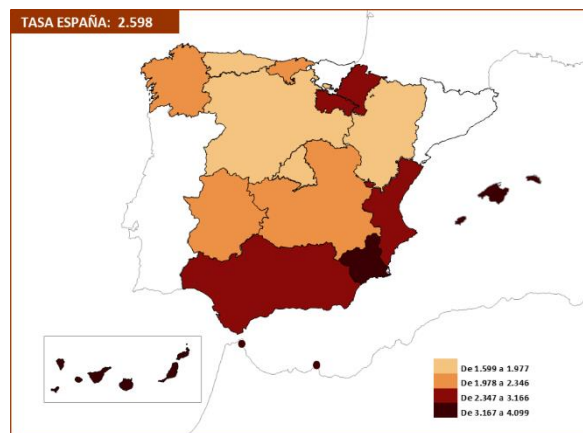 TASA ESPAÑA: 2.598
De 1.599 a 1.977
De 1.978 a 2.346
De 2.347 a 3.166
De 3.167 a 4.099